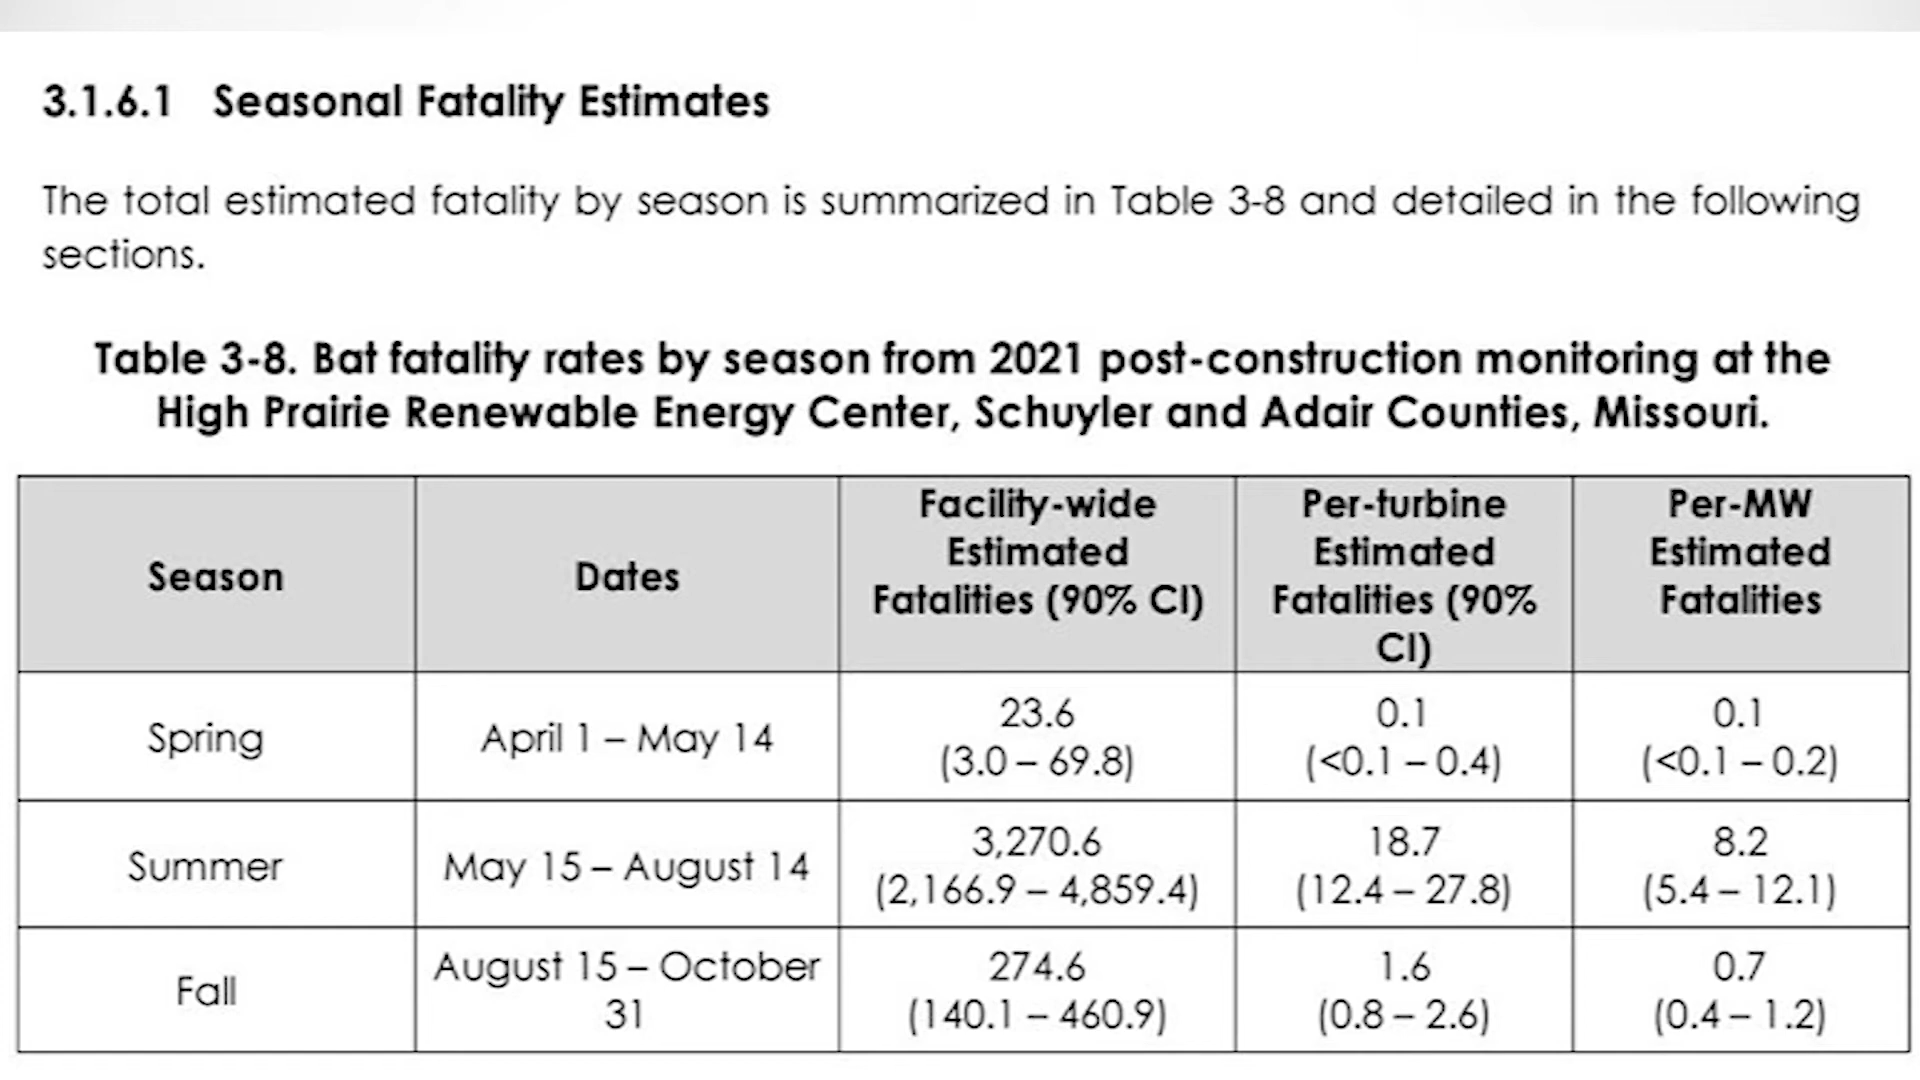 3.1.6.1 Seasonal Fatality Estimates
The total estimated fatality by season is summarized in Table 3-8 and detailed in the following
sections.
Table 3-8. Bat fatality rates by season from 2021 post-construction monitoring at the
High Prairie Renewable Energy Center, Schuyler and Adair Counties, Missouri.
Season
Dates
Facility-wide
Estimated
Fatalities (90% CI)
Per-turbine
Estimated
Fatalities (90%
CI)
Per-MW
Estimated
Fatalities
Spring
April 1 – May 14
23.6
(3.0 – 69.8)
0.1
(<0.1 – 0.4)
0.1
(<0.1 – 0.2)
Summer
May 15 – August 14
3,270.6
(2,166.9 – 4,859.4)
18.7
(12.4 – 27.8)
8.2
(5.4 – 12.1)
Fall
August 15 – October
31
274.6
(140.1 – 460.9)
1.6
(0.8 – 2.6)
0.7
(0.4 – 1.2)